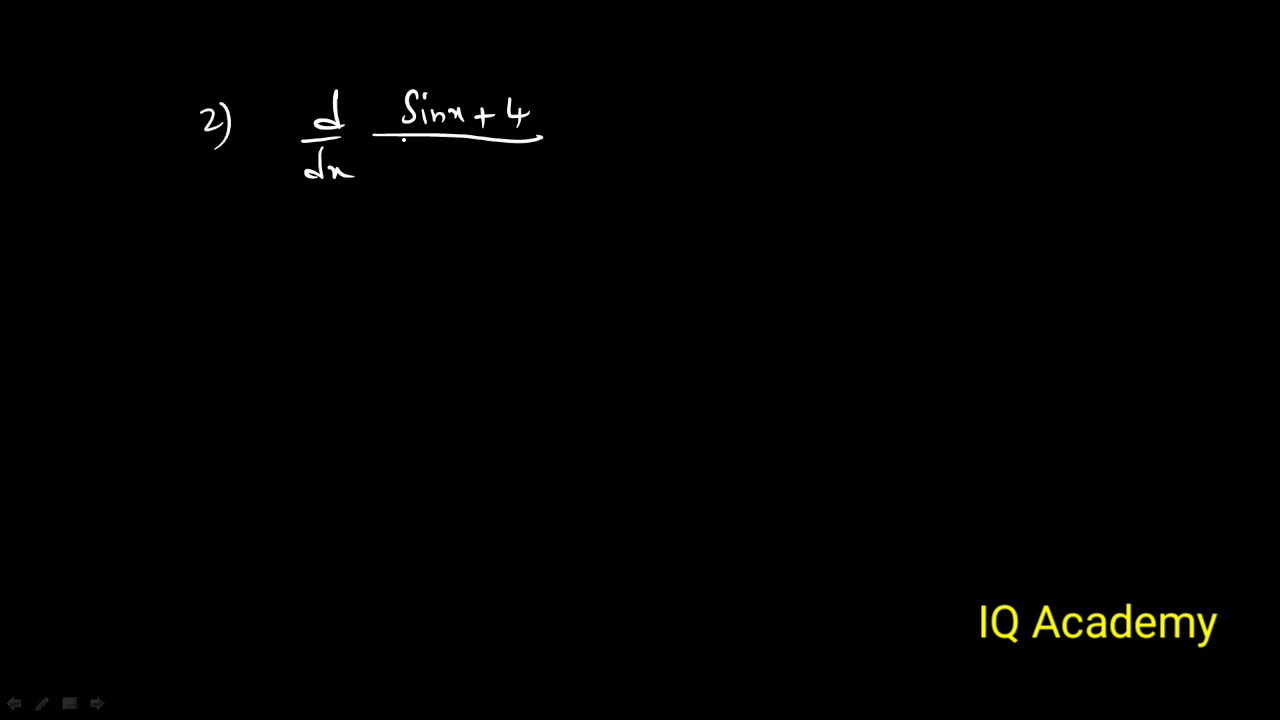 2) d/dx (Sinx + 4)/
IQ Academy